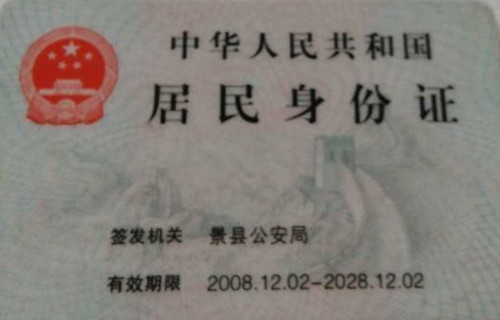 中华人民共和国
居民身份证
签发机关 景县公安局
有效期限 2008.12.02-2028.12.02